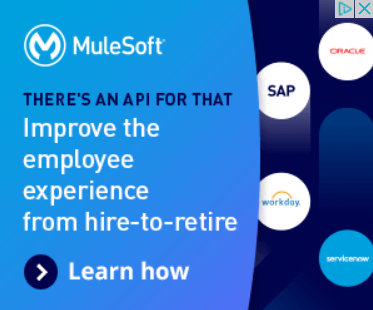 MuleSoft
THERE'S AN API FOR THAT
Improve the
employee
experience
from hire-to-retire
Learn how
ORACLE
SAP
workday.
servicenow